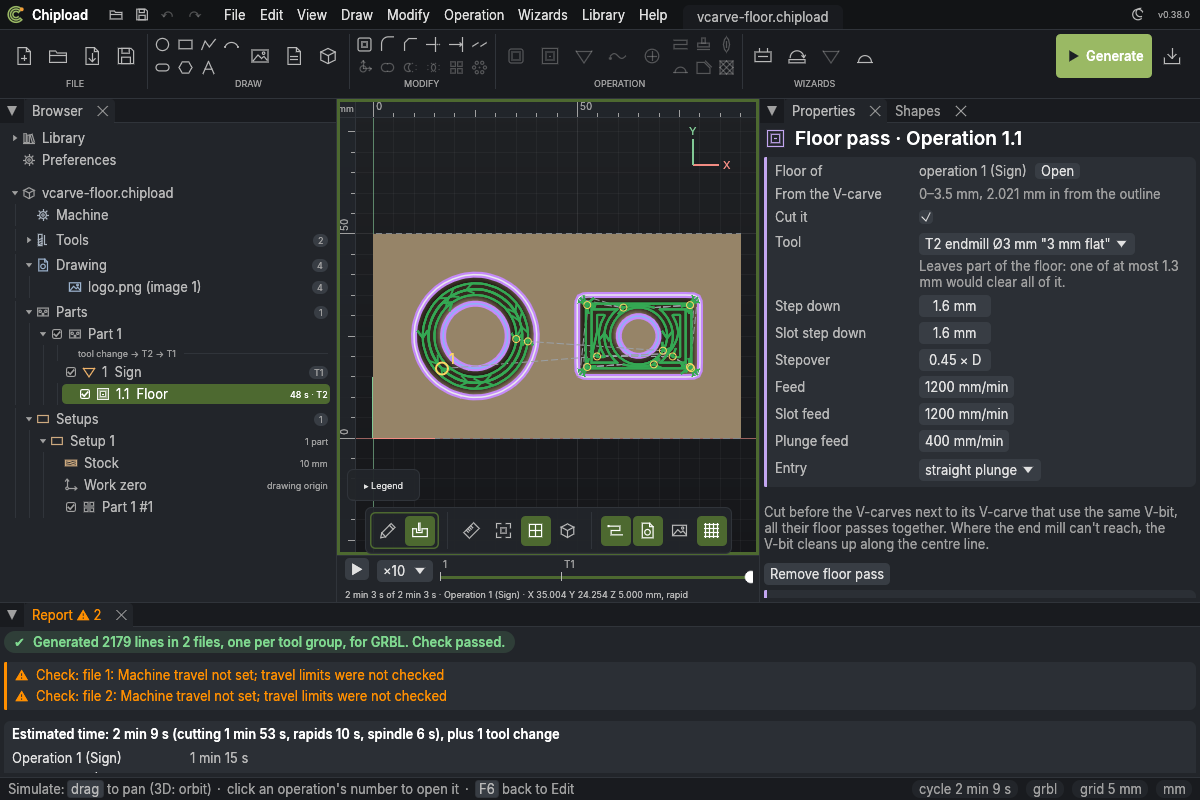 Chipload File Edit View Draw Modify Operation Wizards Library Help vcarve-floor.chipload v0.38.0
FILE DRAW MODIFY OPERATION WIZARDS
Generate
Browser
Library
Preferences
vcarve-floor.chipload
Machine
Tools 2
Drawing 4
logo.png (image 1) 4
Parts 1
Part 1
tool change → T2 → T1
1 Sign T1
1.1 Floor 48 s · T2
Setups 1
Setup 1 1 part
Stock 10 mm
Work zero drawing origin
Part 1 #1
mm 0 50
Y
X
50
1
0
Legend
×10 1 T1
2 min 3 s of 2 min 3 s · Operation 1 (Sign) · X 35.004 Y 24.254 Z 5.000 mm, rapid
Properties Shapes
Floor pass · Operation 1.1
Floor of operation 1 (Sign) Open
From the V-carve 0–3.5 mm, 2.021 mm in from the outline
Cut it
Tool T2 endmill Ø3 mm "3 mm flat"
Leaves part of the floor: one of at most 1.3
mm would clear all of it.
Step down 1.6 mm
Slot step down 1.6 mm
Stepover 0.45 × D
Feed 1200 mm/min
Slot feed 1200 mm/min
Plunge feed 400 mm/min
Entry straight plunge
Cut before the V-carves next to its V-carve that use the same V-bit,
all their floor passes together. Where the end mill can't reach, the
V-bit cleans up along the centre line.
Remove floor pass
Report 2
Generated 2179 lines in 2 files, one per tool group, for GRBL. Check passed.
Check: file 1: Machine travel not set; travel limits were not checked
Check: file 2: Machine travel not set; travel limits were not checked
Estimated time: 2 min 9 s (cutting 1 min 53 s, rapids 10 s, spindle 6 s), plus 1 tool change
Operation 1 (Sign) 1 min 15 s
Simulate: drag to pan (3D: orbit) · click an operation's number to open it · F6 back to Edit cycle 2 min 9 s grbl grid 5 mm mm